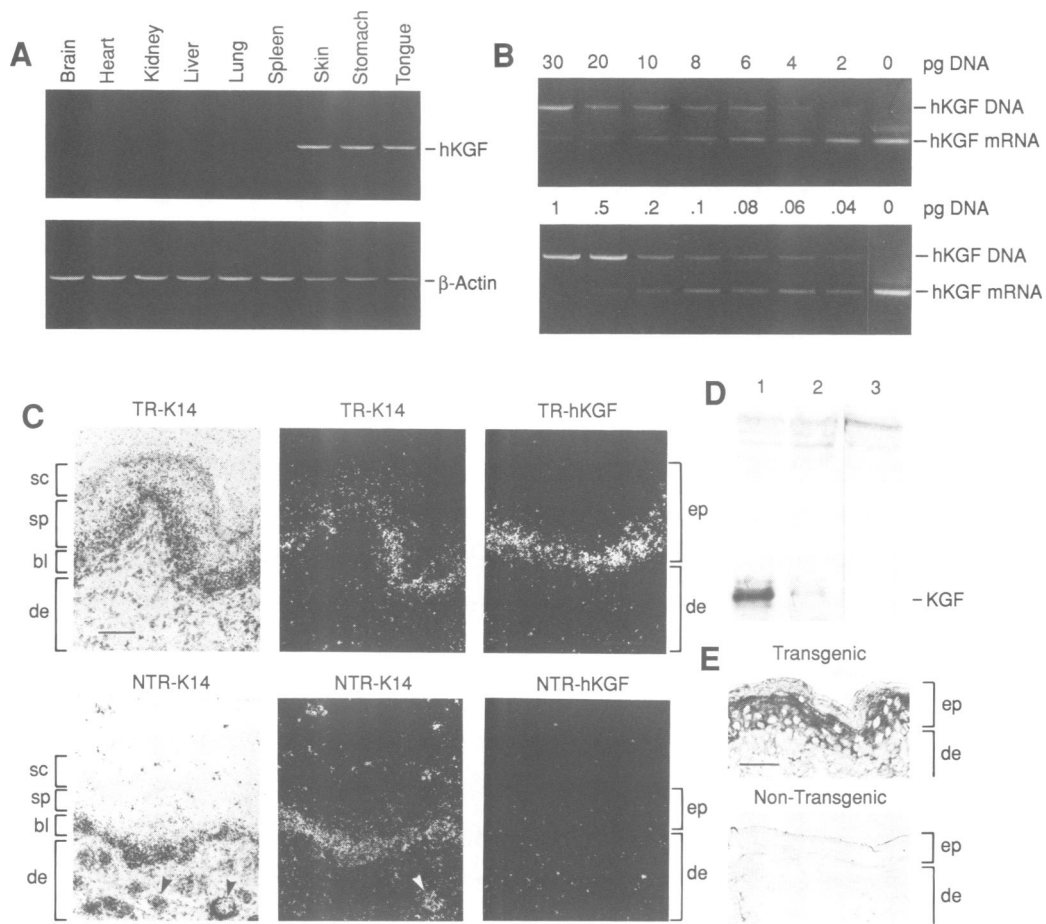 A
Brain Heart Kidney Liver Lung Spleen Skin Stomach Tongue
hKGF
β-Actin
B
30 20 10 8 6 4 2 0 pg DNA
hKGF DNA
hKGF mRNA
1 .5 .2 .1 .08 .06 .04 0 pg DNA
hKGF DNA
hKGF mRNA
C
TR-K14 TR-K14 TR-hKGF
sc
sp
bl
de
ep
de
NTR-K14 NTR-K14 NTR-hKGF
sc
sp
bl
de
ep
de
D
1 2 3
KGF
E
Transgenic
ep
de
Non-Transgenic
ep
de